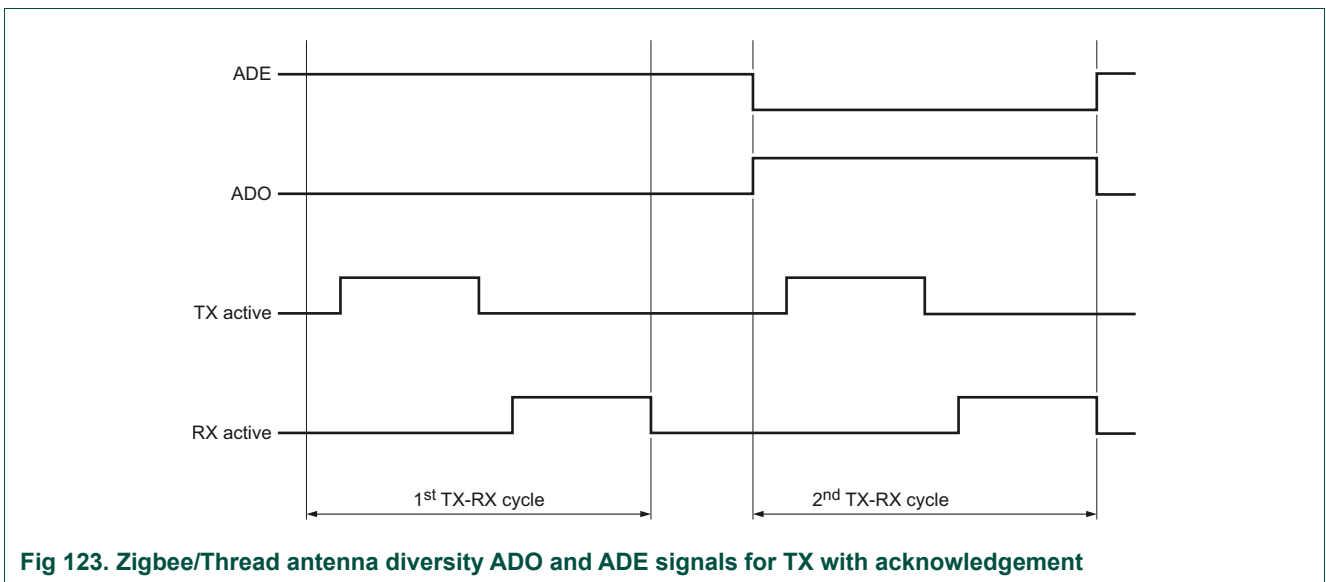 ADE
ADO
TX active
RX active
1st TX-RX cycle
2nd TX-RX cycle
Fig 123. Zigbee/Thread antenna diversity ADO and ADE signals for TX with acknowledgement